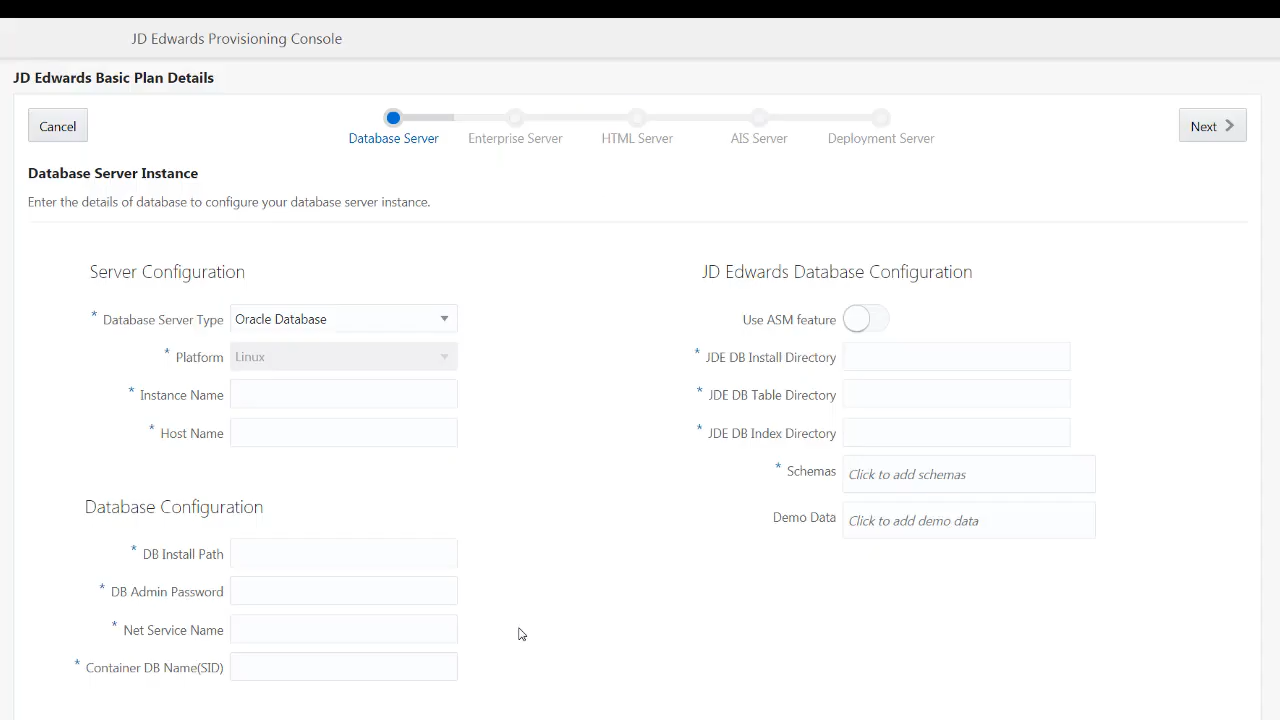 JD Edwards Provisioning Console
JD Edwards Basic Plan Details
Cancel
Database Server
Enterprise Server
HTML Server
AIS Server
Deployment Server
Next
Database Server Instance
Enter the details of database to configure your database server instance.
Server Configuration
* Database Server Type Oracle Database
* Platform Linux
* Instance Name
* Host Name
Database Configuration
* DB Install Path
* DB Admin Password
* Net Service Name
* Container DB Name(SID)
JD Edwards Database Configuration
Use ASM feature
* JDE DB Install Directory
* JDE DB Table Directory
* JDE DB Index Directory
* Schemas Click to add schemas
Demo Data Click to add demo data